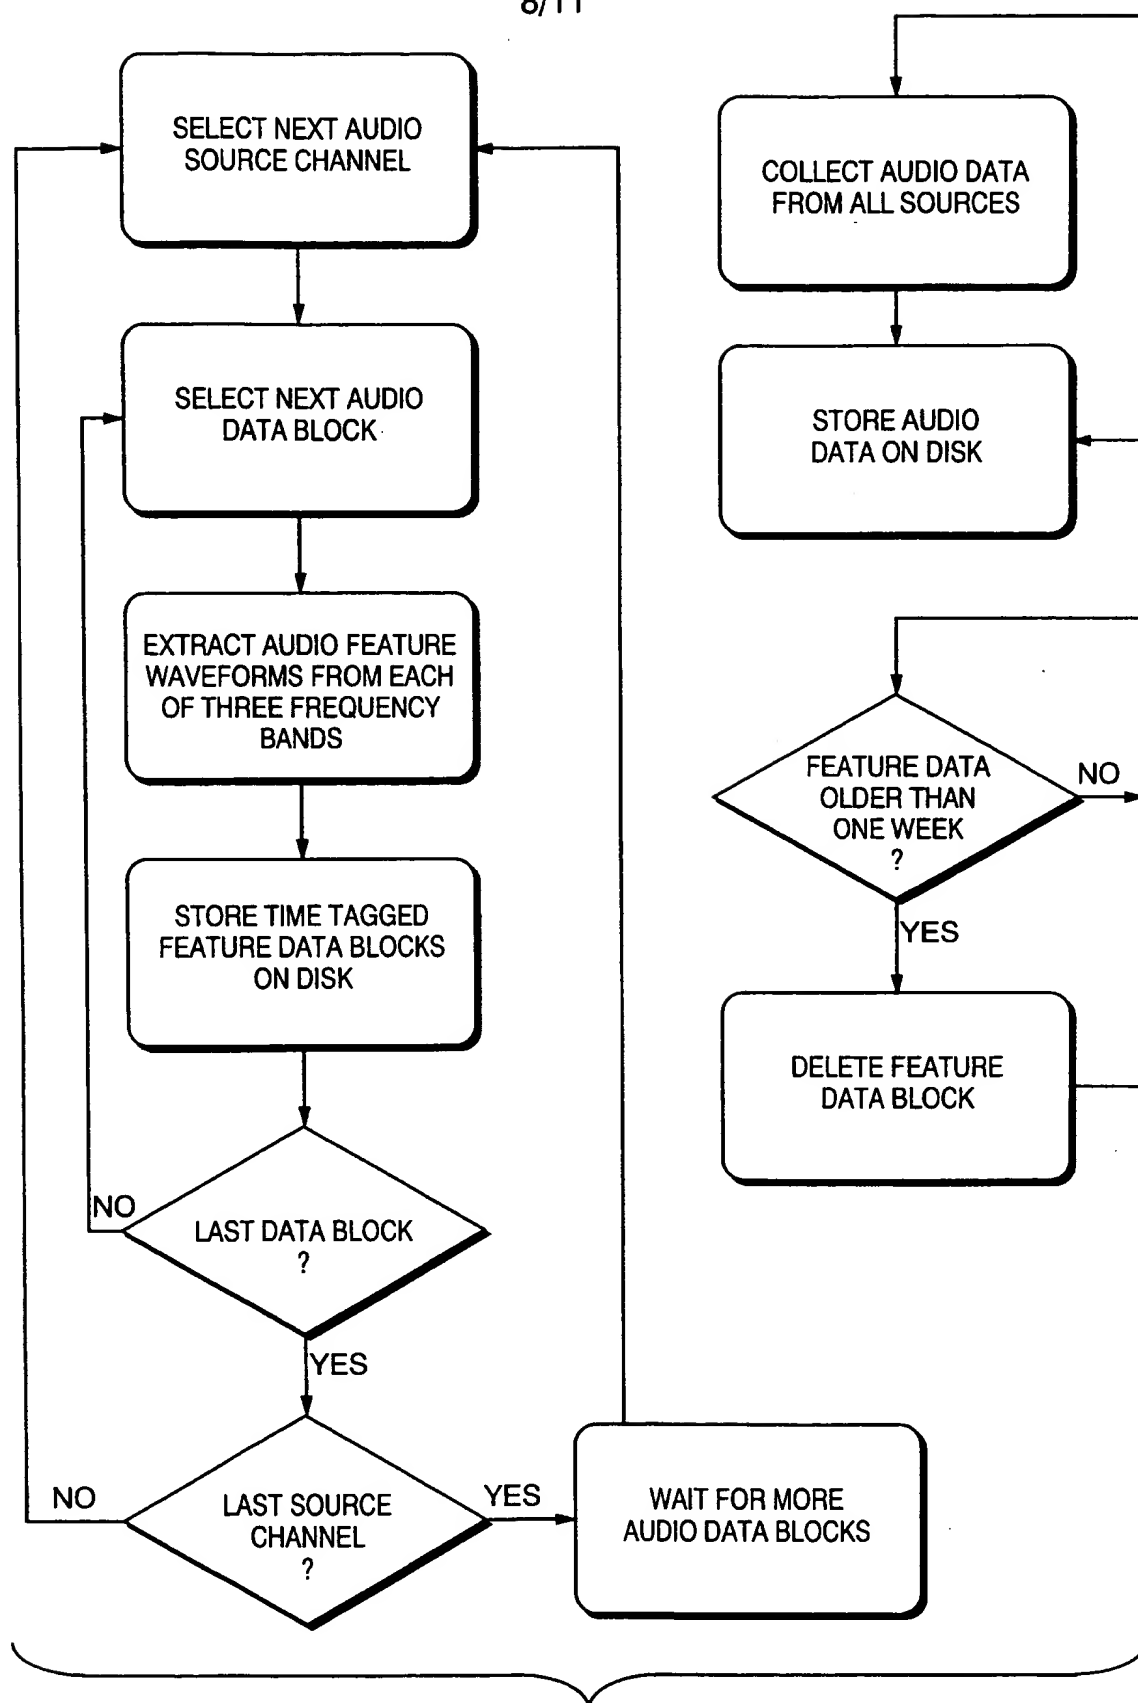 8/11
SELECT NEXT AUDIO
SOURCE CHANNEL
SELECT NEXT AUDIO
DATA BLOCK
EXTRACT AUDIO FEATURE
WAVEFORMS FROM EACH
OF THREE FREQUENCY
BANDS
STORE TIME TAGGED
FEATURE DATA BLOCKS
ON DISK
NO
LAST DATA BLOCK
?
YES
NO
LAST SOURCE
CHANNEL
?
YES
WAIT FOR MORE
AUDIO DATA BLOCKS
COLLECT AUDIO DATA
FROM ALL SOURCES
STORE AUDIO
DATA ON DISK
FEATURE DATA
OLDER THAN
ONE WEEK
?
NO
YES
DELETE FEATURE
DATA BLOCK